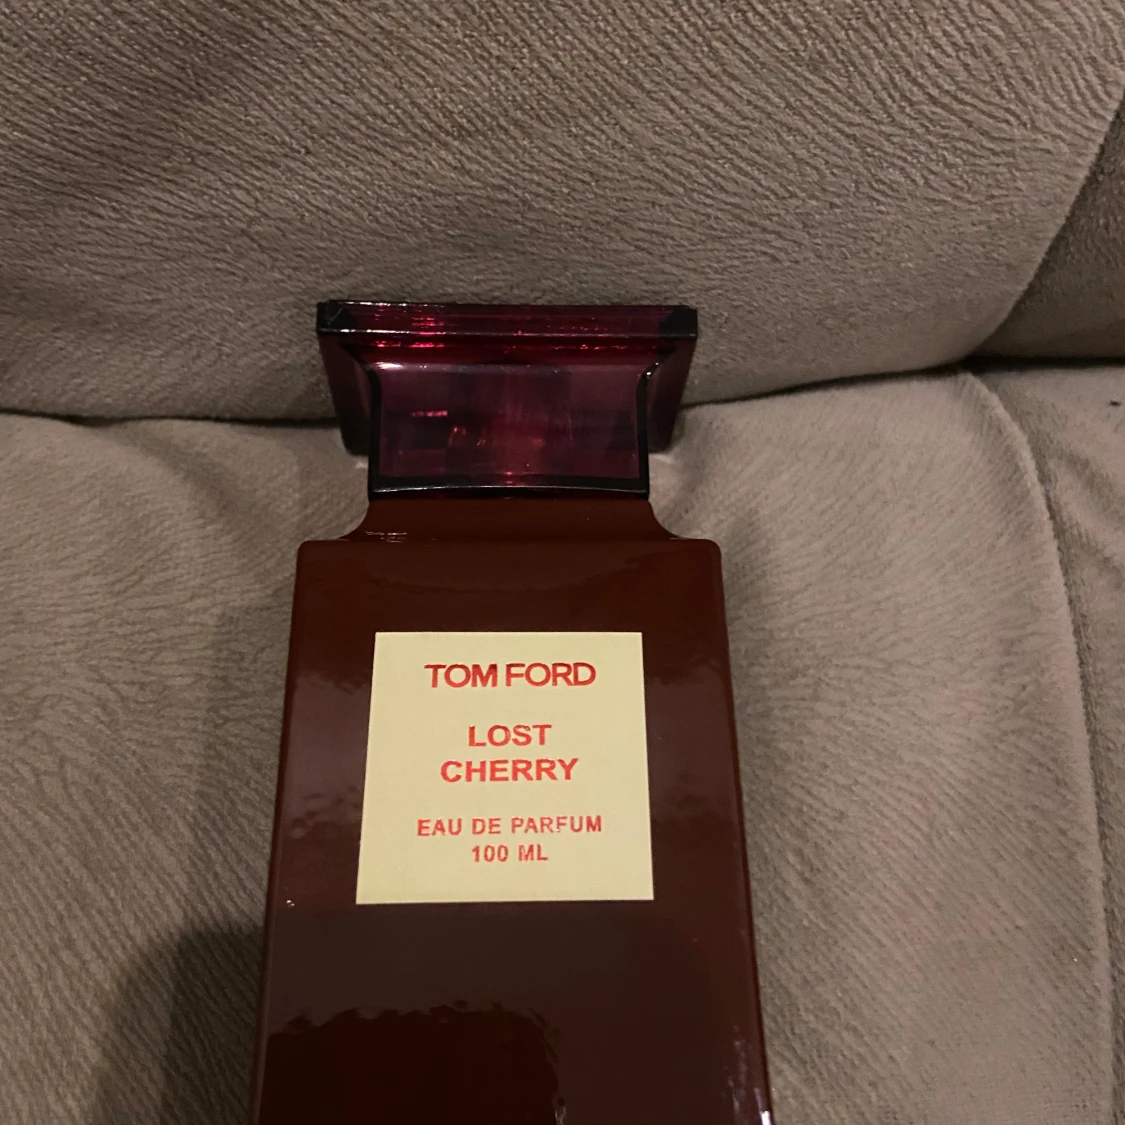 TOM FORD
LOST
CHERRY
EAU DE PARFUM
100 ML